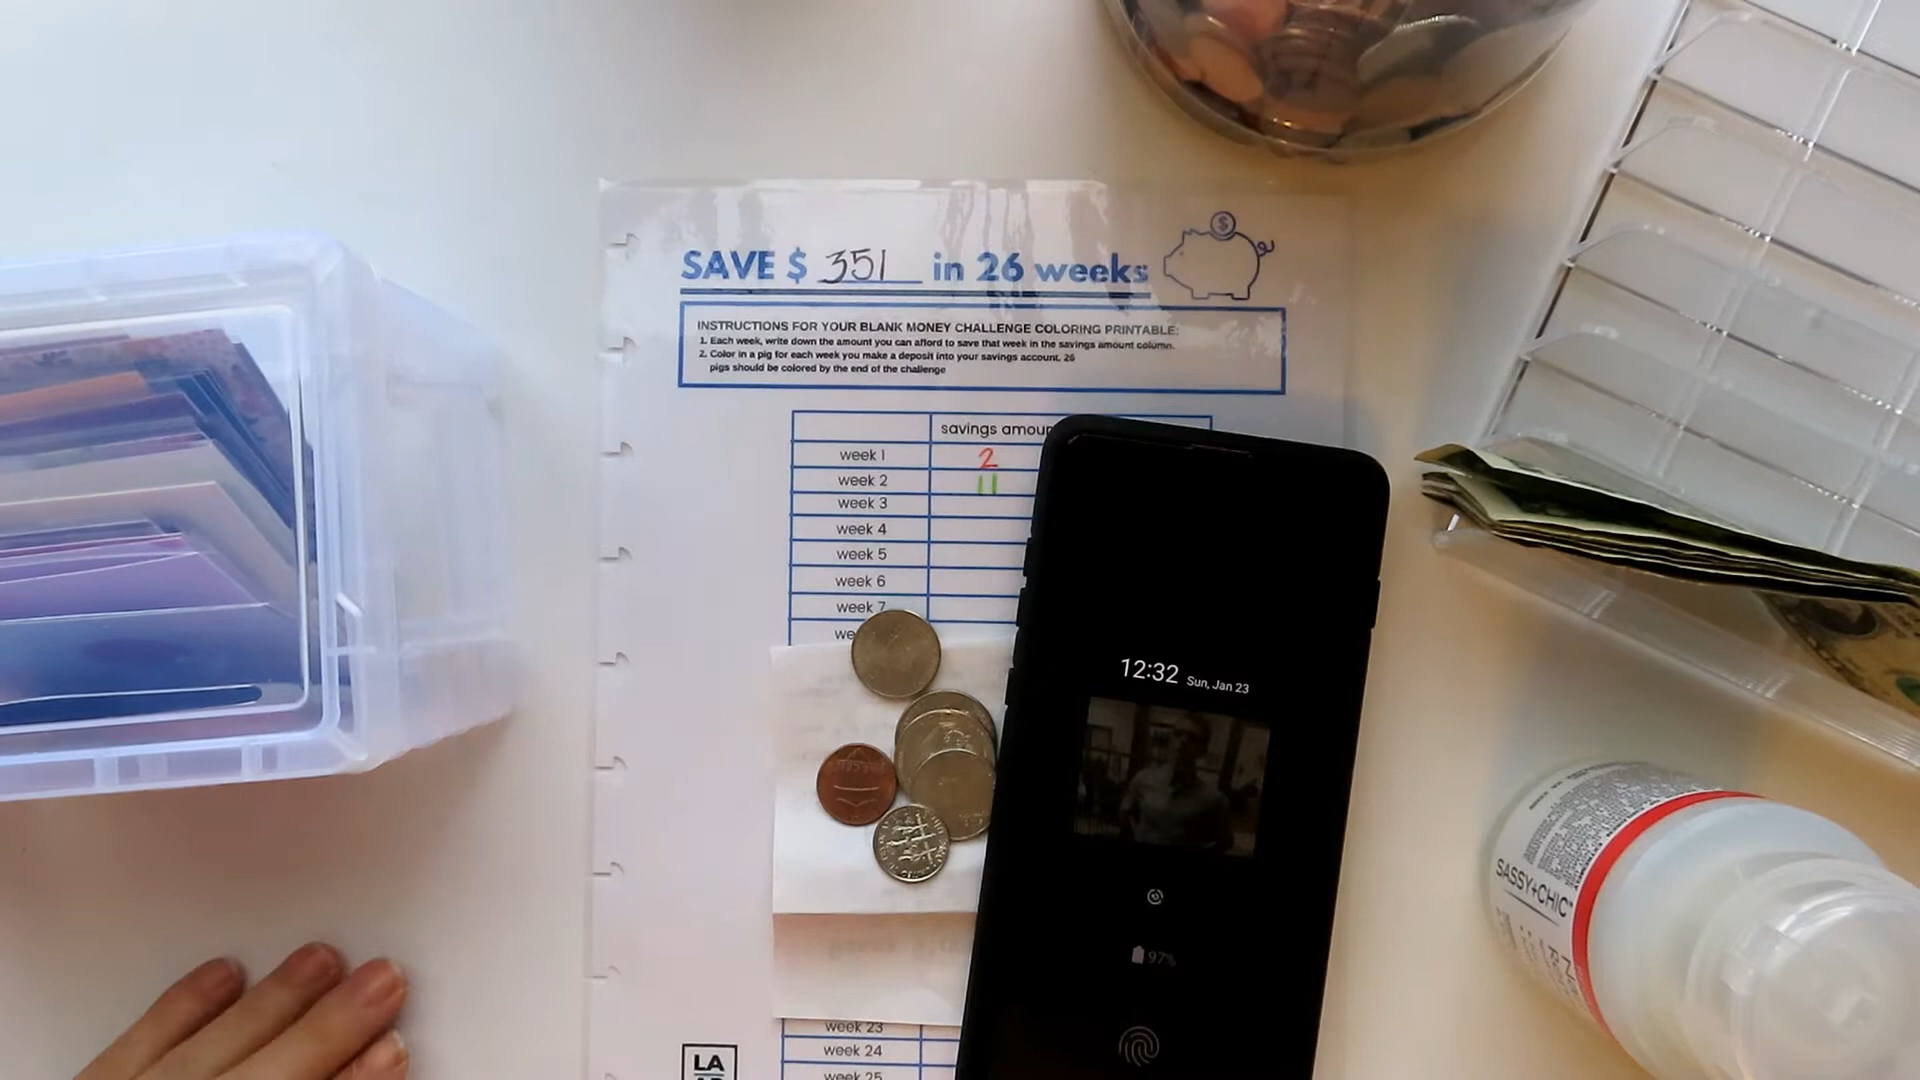 SAVE $ 351 in 26 weeks
INSTRUCTIONS FOR YOUR BLANK MONEY CHALLENGE COLORING PRINTABLE:
1. Each week, write down the amount you can afford to save that week in the savings amount column.
2. Color in a pig for each week you make a deposit into your savings account. 26
pigs should be colored by the end of the challenge
savings amoun
week 1 2
week 2 11
week 3
week 4
week 5
week 6
week 7
we
week 23
week 24
week 25
LA
12:32 Sun, Jan 23
97%
SASSY+CHIC